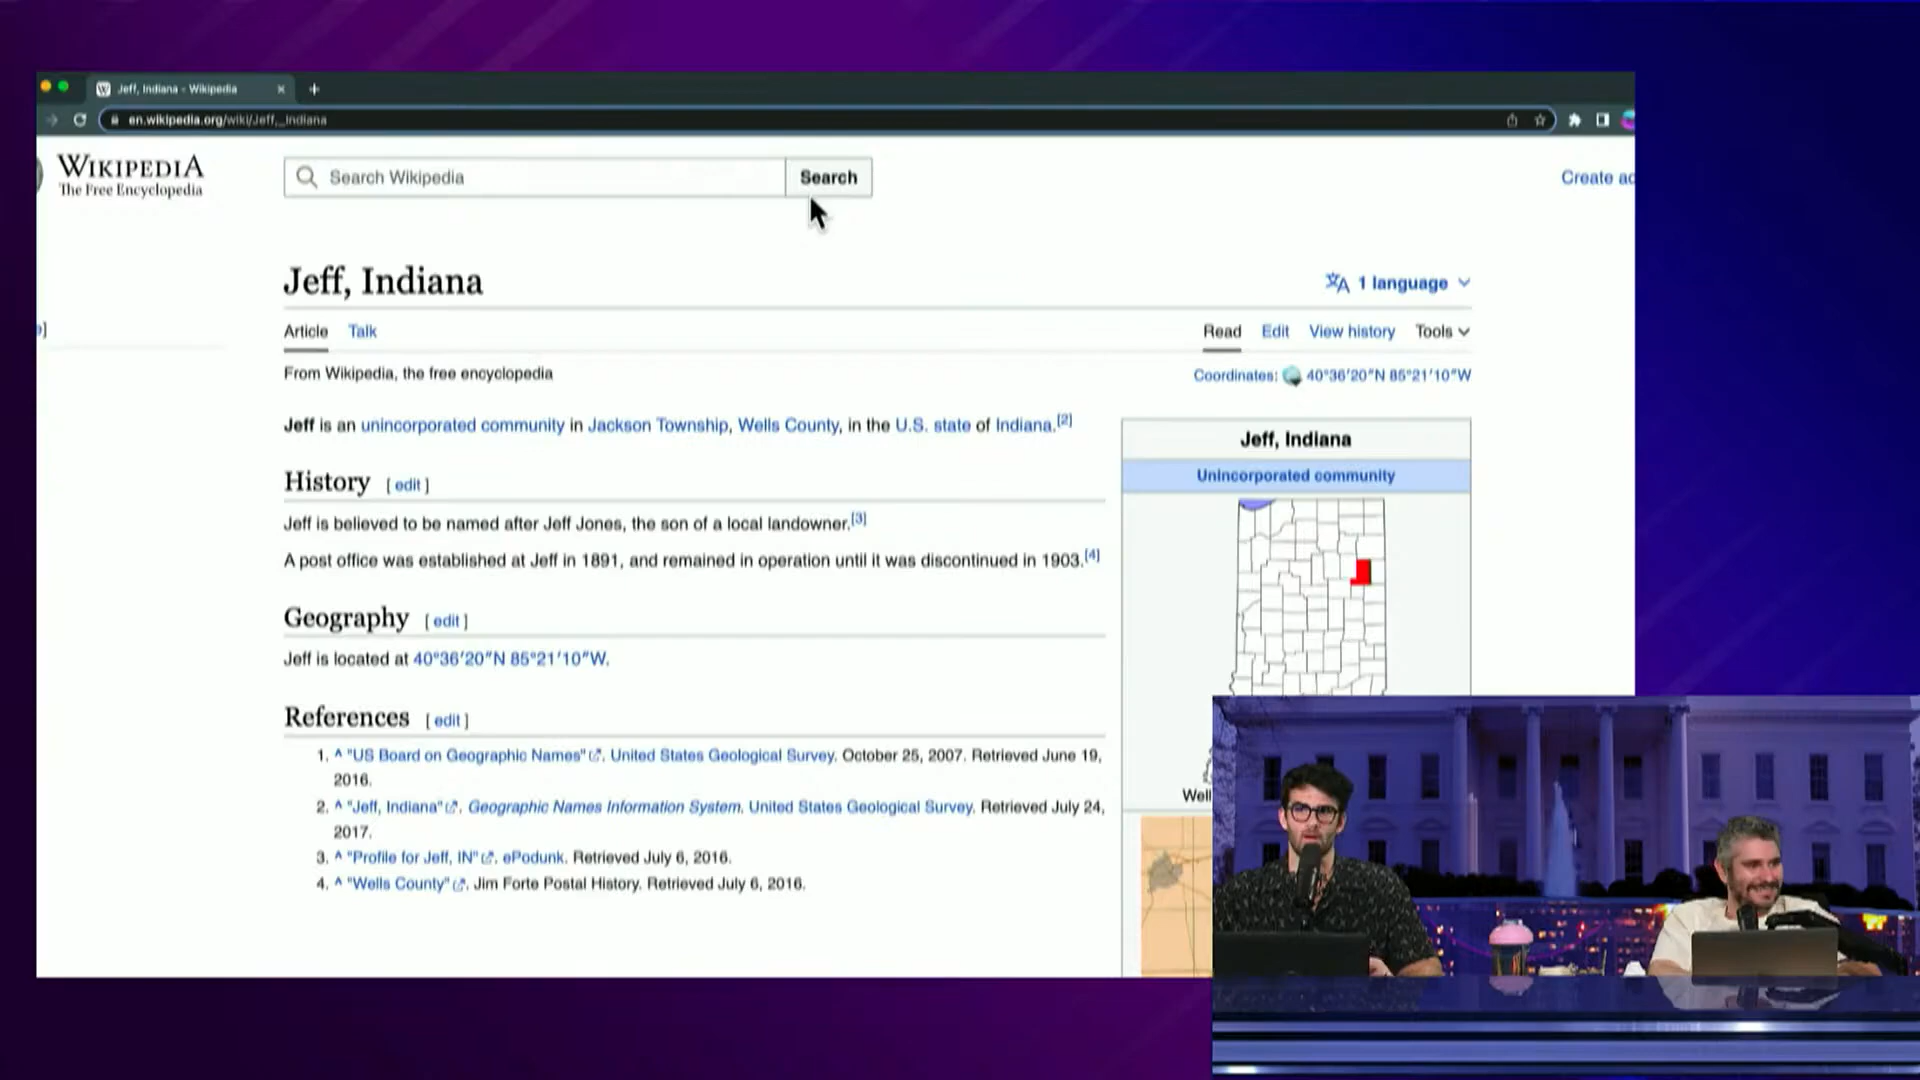 Jeff, Indiana - Wikipedia
en.wikipedia.org/wiki/Jeff,_Indiana
WIKIPEDIA
The Free Encyclopedia
Search Wikipedia
Search
Create ac
Jeff, Indiana
1 language
Article Talk
Read Edit View history Tools
From Wikipedia, the free encyclopedia
Coordinates: 40°36′20″N 85°21′10″W
Jeff is an unincorporated community in Jackson Township, Wells County, in the U.S. state of Indiana.[2]
Jeff, Indiana
Unincorporated community
History [ edit ]
Jeff is believed to be named after Jeff Jones, the son of a local landowner.[3]
A post office was established at Jeff in 1891, and remained in operation until it was discontinued in 1903.[4]
Geography [ edit ]
Jeff is located at 40°36′20″N 85°21′10″W.
References [ edit ]
1. ^ "US Board on Geographic Names". United States Geological Survey. October 25, 2007. Retrieved June 19,
2016.
2. ^ "Jeff, Indiana". Geographic Names Information System. United States Geological Survey. Retrieved July 24,
2017.
3. ^ "Profile for Jeff, IN". ePodunk. Retrieved July 6, 2016.
4. ^ "Wells County". Jim Forte Postal History. Retrieved July 6, 2016.
Well